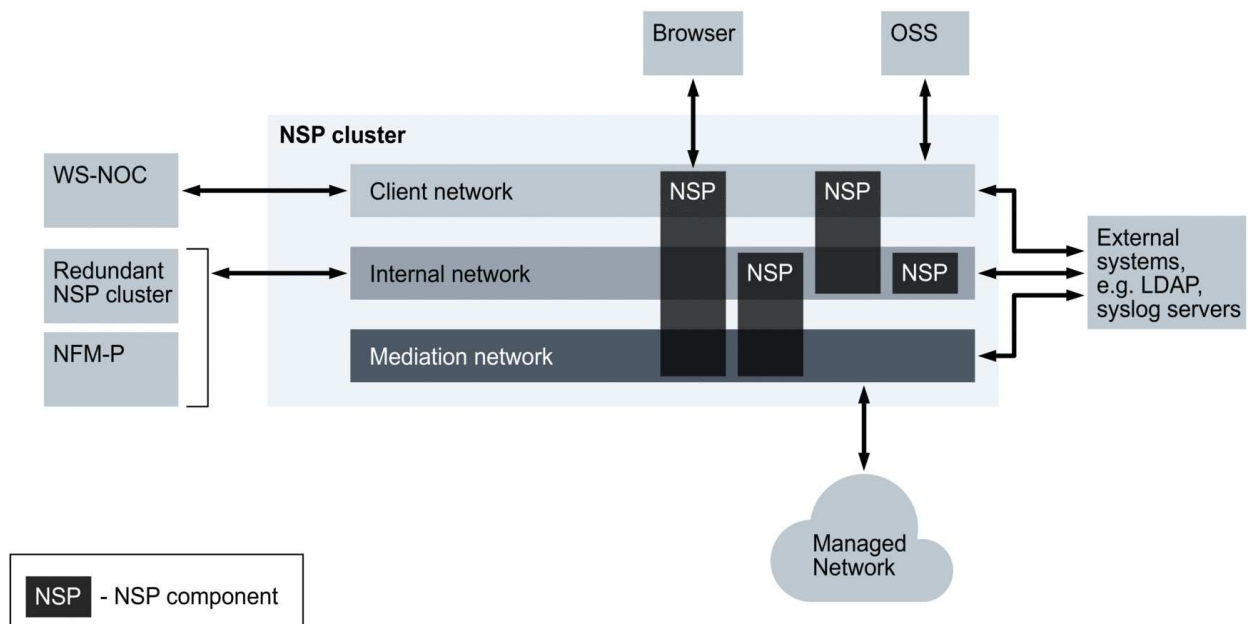 Browser
OSS
NSP cluster
WS-NOC
Client network
NSP
NSP
Redundant
NSP cluster
Internal network
NSP
NSP
External
systems,
e.g. LDAP,
syslog servers
NFM-P
Mediation network
Managed
Network
NSP - NSP component